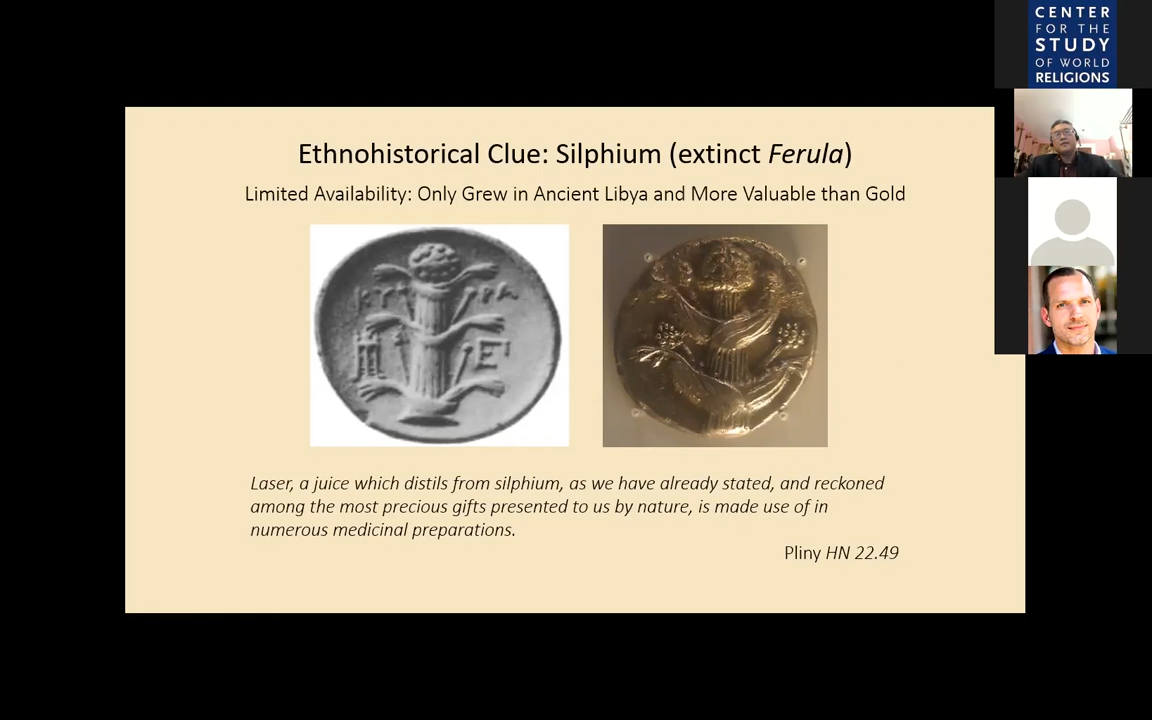 CENTER
FOR THE
STUDY
OF WORLD
RELIGIONS
Ethnohistorical Clue: Silphium (extinct Ferula)
Limited Availability: Only Grew in Ancient Libya and More Valuable than Gold
Laser, a juice which distils from silphium, as we have already stated, and reckoned
among the most precious gifts presented to us by nature, is made use of in
numerous medicinal preparations.
Pliny HN 22.49